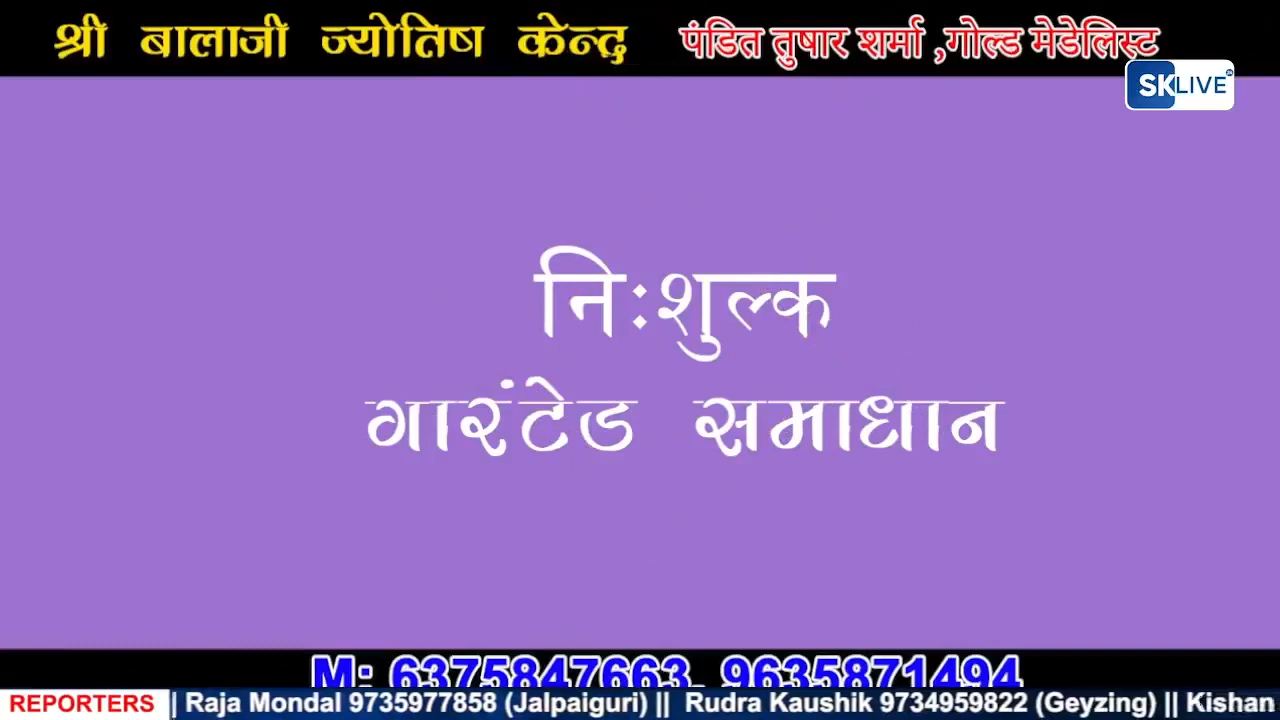 श्री बालाजी ज्योतिष केन्द्र पंडित तुषार शर्मा ,गोल्ड मेडेलिस्ट
SKLIVE
निःशुल्क
गारंटेड समाधान
M: 6375847663, 9635871494
REPORTERS | Raja Mondal 9735977858 (Jalpaiguri) || Rudra Kaushik 9734959822 (Geyzing) || Kishan